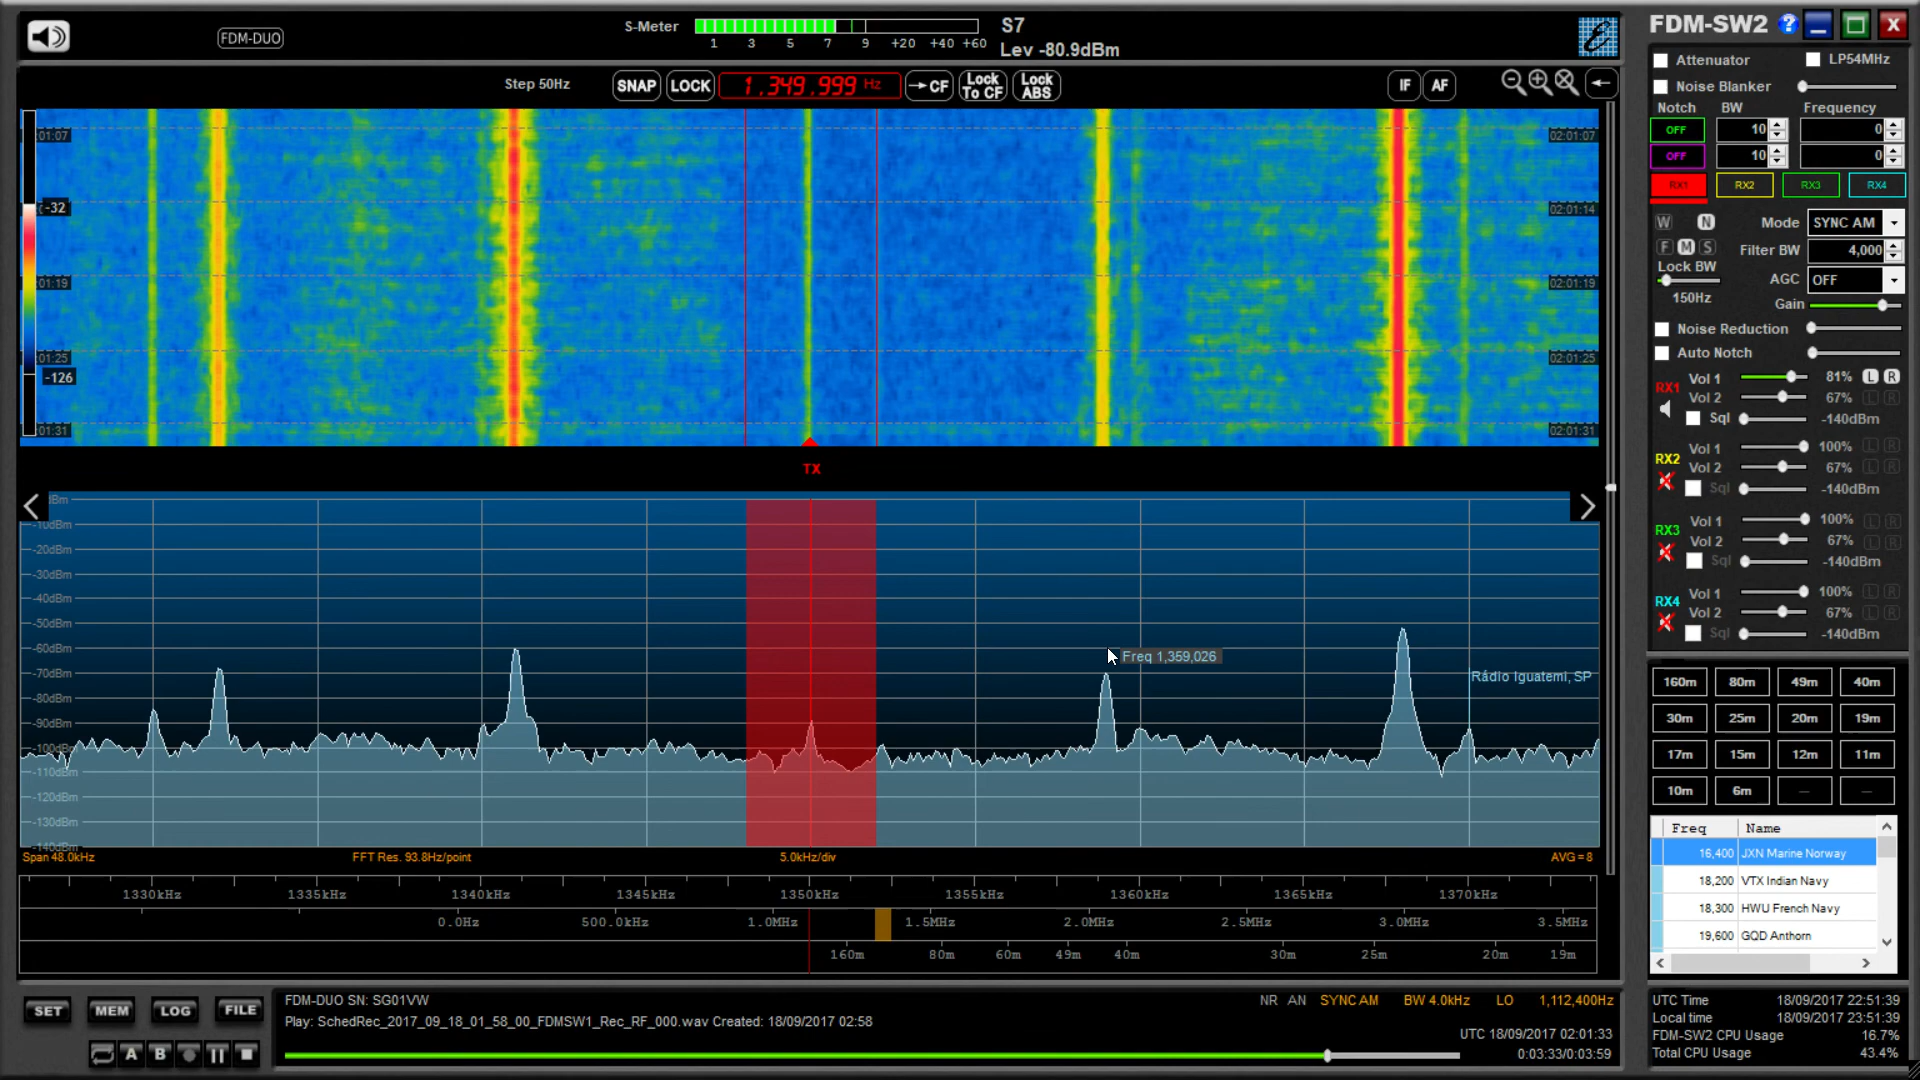 FDM-DUO
S-Meter
1 3 5 7 9 +20 +40 +60
S7
Lev -80.9dBm
FDM-SW2 ?
Step 50Hz SNAP LOCK 1.349.999 Hz →CF Lock To CF Lock ABS IF AF
01:07 02:01:07
-32 02:01:14
01:19 02:01:19
01:25 02:01:25
-126
01:31 02:01:31
TX
-10dBm
-20dBm
-30dBm
-40dBm
-50dBm
-60dBm
-70dBm
-80dBm
-90dBm
-100dBm
-110dBm
-120dBm
-130dBm
-140dBm
Freq 1,359,026
Rádio Iguatemi, SP
Span 48.0kHz FFT Res. 93.8Hz/point 5.0kHz/div AVG = 8
1330kHz 1335kHz 1340kHz 1345kHz 1350kHz 1355kHz 1360kHz 1365kHz 1370kHz
0.0Hz 500.0kHz 1.0MHz 1.5MHz 2.0MHz 2.5MHz 3.0MHz 3.5MHz
160m 80m 60m 49m 40m 30m 25m 20m 19m
SET MEM LOG FILE
A B
FDM-DUO SN: SG01VW
Play: SchedRec_2017_09_18_01_58_00_FDMSW1_Rec_RF_000.wav Created: 18/09/2017 02:58
NR AN SYNC AM BW 4.0kHz LO 1,112,400Hz
UTC 18/09/2017 02:01:33
0:03:33/0:03:59
Attenuator LP54MHz
Noise Blanker
Notch BW Frequency
OFF 10 0
OFF 10 0
RX1 RX2 RX3 RX4
W N Mode SYNC AM
F M S Filter BW 4,000
Lock BW AGC OFF
150Hz Gain
Noise Reduction
Auto Notch
RX1 Vol 1 81% L R
Vol 2 67% L R
Sql -140dBm
RX2 Vol 1 100% L R
Vol 2 67% L R
Sql -140dBm
RX3 Vol 1 100% L R
Vol 2 67% L R
Sql -140dBm
RX4 Vol 1 100% L R
Vol 2 67% L R
Sql -140dBm
160m 80m 49m 40m
30m 25m 20m 19m
17m 15m 12m 11m
10m 6m — —
Freq Name
16,400 JXN Marine Norway
18,200 VTX Indian Navy
18,300 HWU French Navy
19,600 GQD Anthorn
UTC Time 18/09/2017 22:51:39
Local time 18/09/2017 23:51:39
FDM-SW2 CPU Usage 16.7%
Total CPU Usage 43.4%